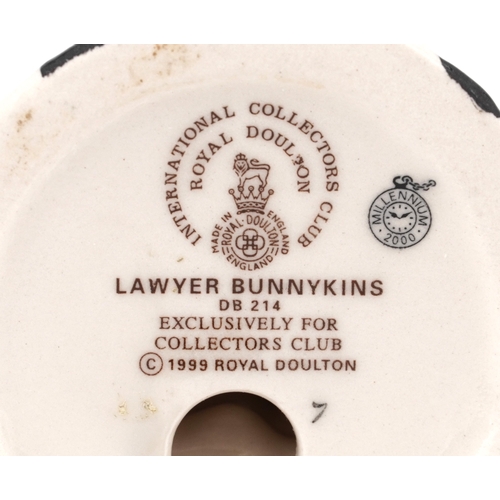 INTERNATIONAL COLLECTORS CLUB
ROYAL DOULTON
MADE IN ENGLAND
ROYAL-DOULTON
ENGLAND
MILLENNIUM
2000
LAWYER BUNNYKINS
DB 214
EXCLUSIVELY FOR
COLLECTORS CLUB
© 1999 ROYAL DOULTON
7